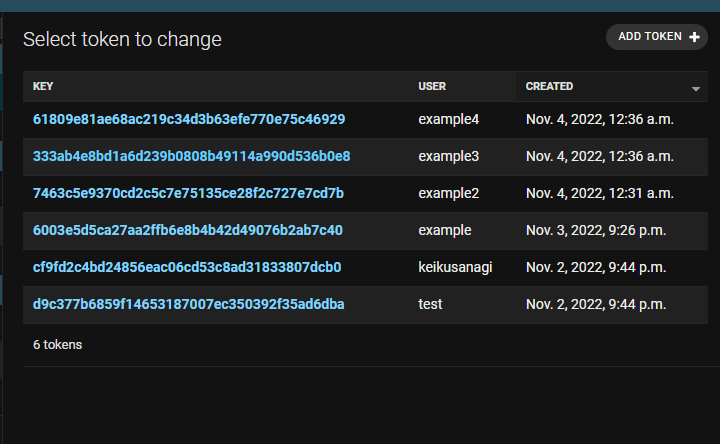 Select token to change
ADD TOKEN
KEY USER CREATED
61809e81ae68ac219c34d3b63efe770e75c46929 example4 Nov. 4, 2022, 12:36 a.m.
333ab4e8bd1a6d239b0808b49114a990d536b0e8 example3 Nov. 4, 2022, 12:36 a.m.
7463c5e9370cd2c5c7e75135ce28f2c727e7cd7b example2 Nov. 4, 2022, 12:31 a.m.
6003e5d5ca27aa2ffb6e8b4b42d49076b2ab7c40 example Nov. 3, 2022, 9:26 p.m.
cf9fd2c4bd24856eac06cd53c8ad31833807dcb0 keikusanagi Nov. 2, 2022, 9:44 p.m.
d9c377b6859f14653187007ec350392f35ad6dba test Nov. 2, 2022, 9:44 p.m.
6 tokens